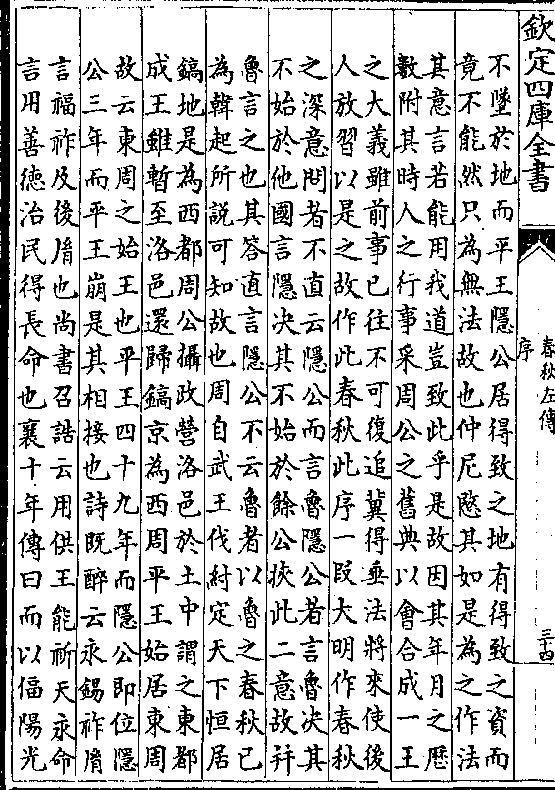 欽定四庫全書
春秋左傳
序
三十四
不墜於地而平王隱公居得致之地有得致之資而
竟不能然只為無法故也仲尼愍其如是為之作法
其意言若能用我道豈致此乎是故因其年月之歷
數附其時人之行事采周公之舊典以會合成一王
之大義雖前事已往不可復追冀得垂法將來使後
人放習以是之故作此春秋此序一段大明作春秋
之深意問者不直云隱公而言魯隱公者言魯决其
不始於他國言隱决其不始於餘公挾此二意故并
魯言之也其答直言隱公不云魯者以魯之春秋已
為韓起所說可知故也周自武王伐紂定天下恒居
鎬地是為西都周公攝政營洛邑於土中謂之東都
成王雖暫至洛邑還歸鎬京為西周平王始居東周
故云東周之始王也平王四十九年而隱公即位隱
公三年而平王崩是其相接也詩既醉云永錫祚𦙍
言福祚及後𦙍也尚書召誥云用供王能祈天永命
言用善德治民得長命也襄十年傳曰而以偪陽光